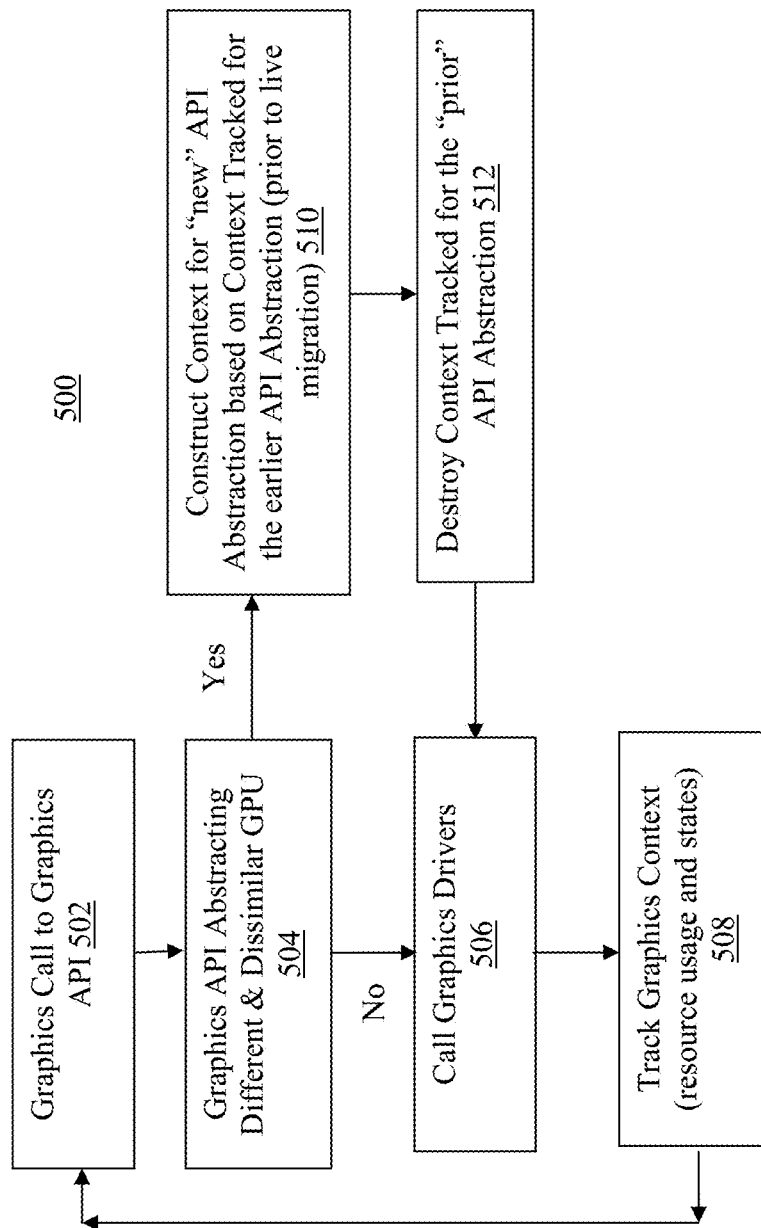 500
Graphics Call to Graphics
API 502
Graphics API Abstracting
Different & Dissimilar GPU
504
Yes
No
Construct Context for “new” API
Abstraction based on Context Tracked for
the earlier API Abstraction (prior to live
migration) 510
Destroy Context Tracked for the “prior”
API Abstraction 512
Call Graphics Drivers
506
Track Graphics Context
(resource usage and states)
508